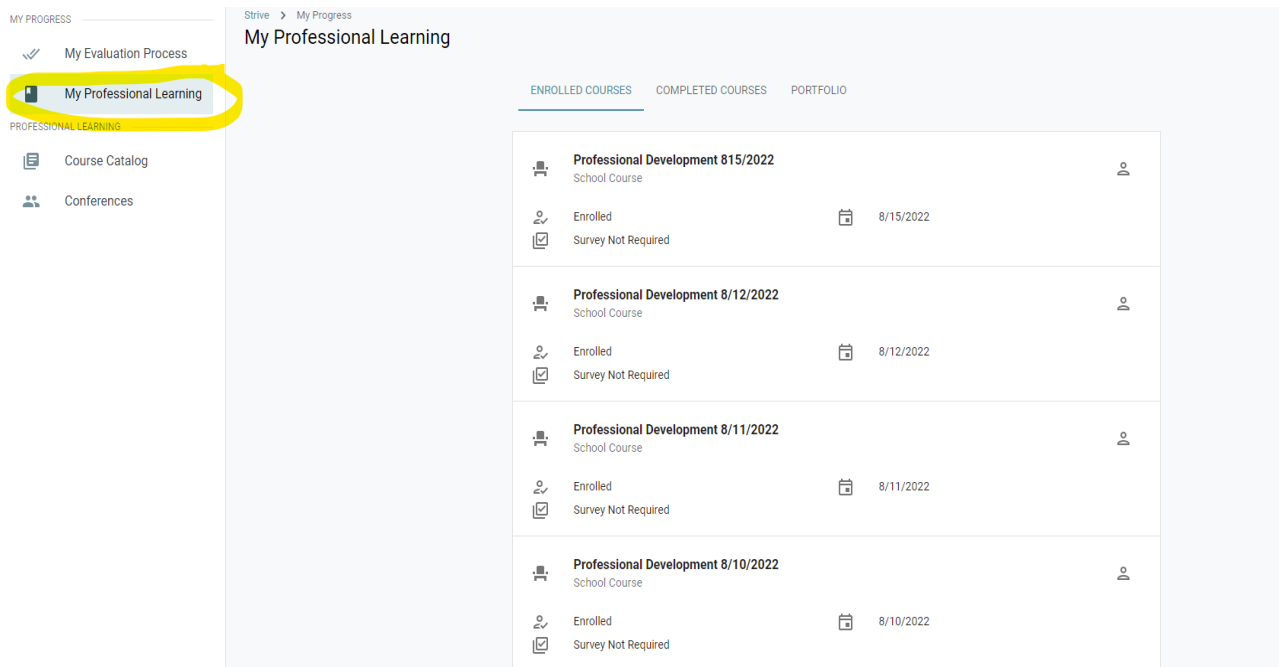 MY PROGRESS
My Evaluation Process
My Professional Learning
PROFESSIONAL LEARNING
Course Catalog
Conferences
Strive > My Progress
My Professional Learning
ENROLLED COURSES COMPLETED COURSES PORTFOLIO
Professional Development 815/2022
School Course
Enrolled 8/15/2022
Survey Not Required
Professional Development 8/12/2022
School Course
Enrolled 8/12/2022
Survey Not Required
Professional Development 8/11/2022
School Course
Enrolled 8/11/2022
Survey Not Required
Professional Development 8/10/2022
School Course
Enrolled 8/10/2022
Survey Not Required